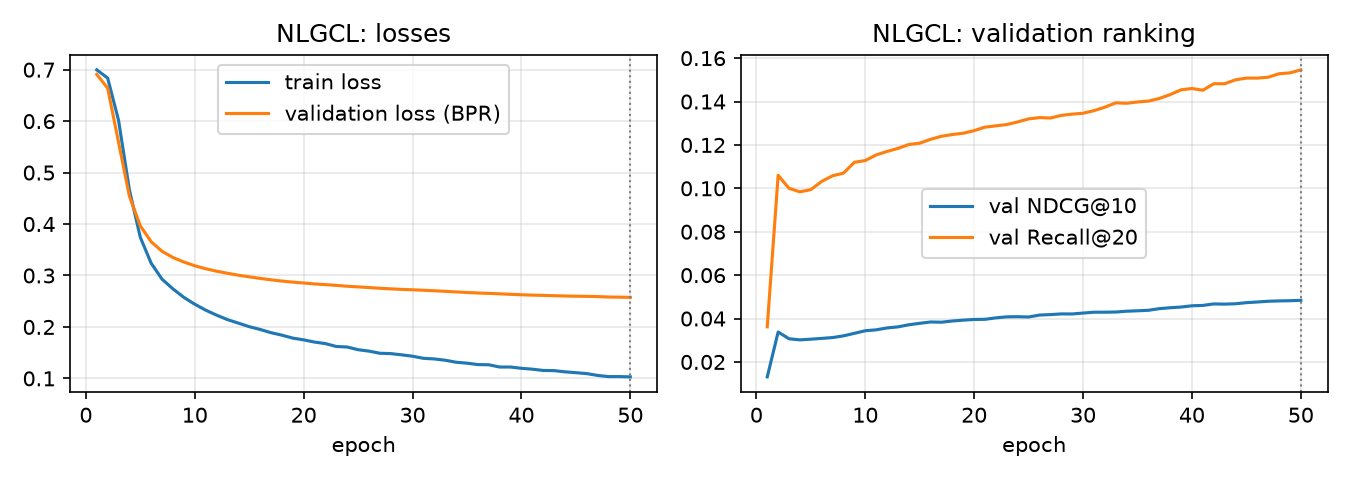 NLGCL: losses
train loss
validation loss (BPR)
0.7
0.6
0.5
0.4
0.3
0.2
0.1
0 10 20 30 40 50
epoch
NLGCL: validation ranking
val NDCG@10
val Recall@20
0.16
0.14
0.12
0.10
0.08
0.06
0.04
0.02
0 10 20 30 40 50
epoch